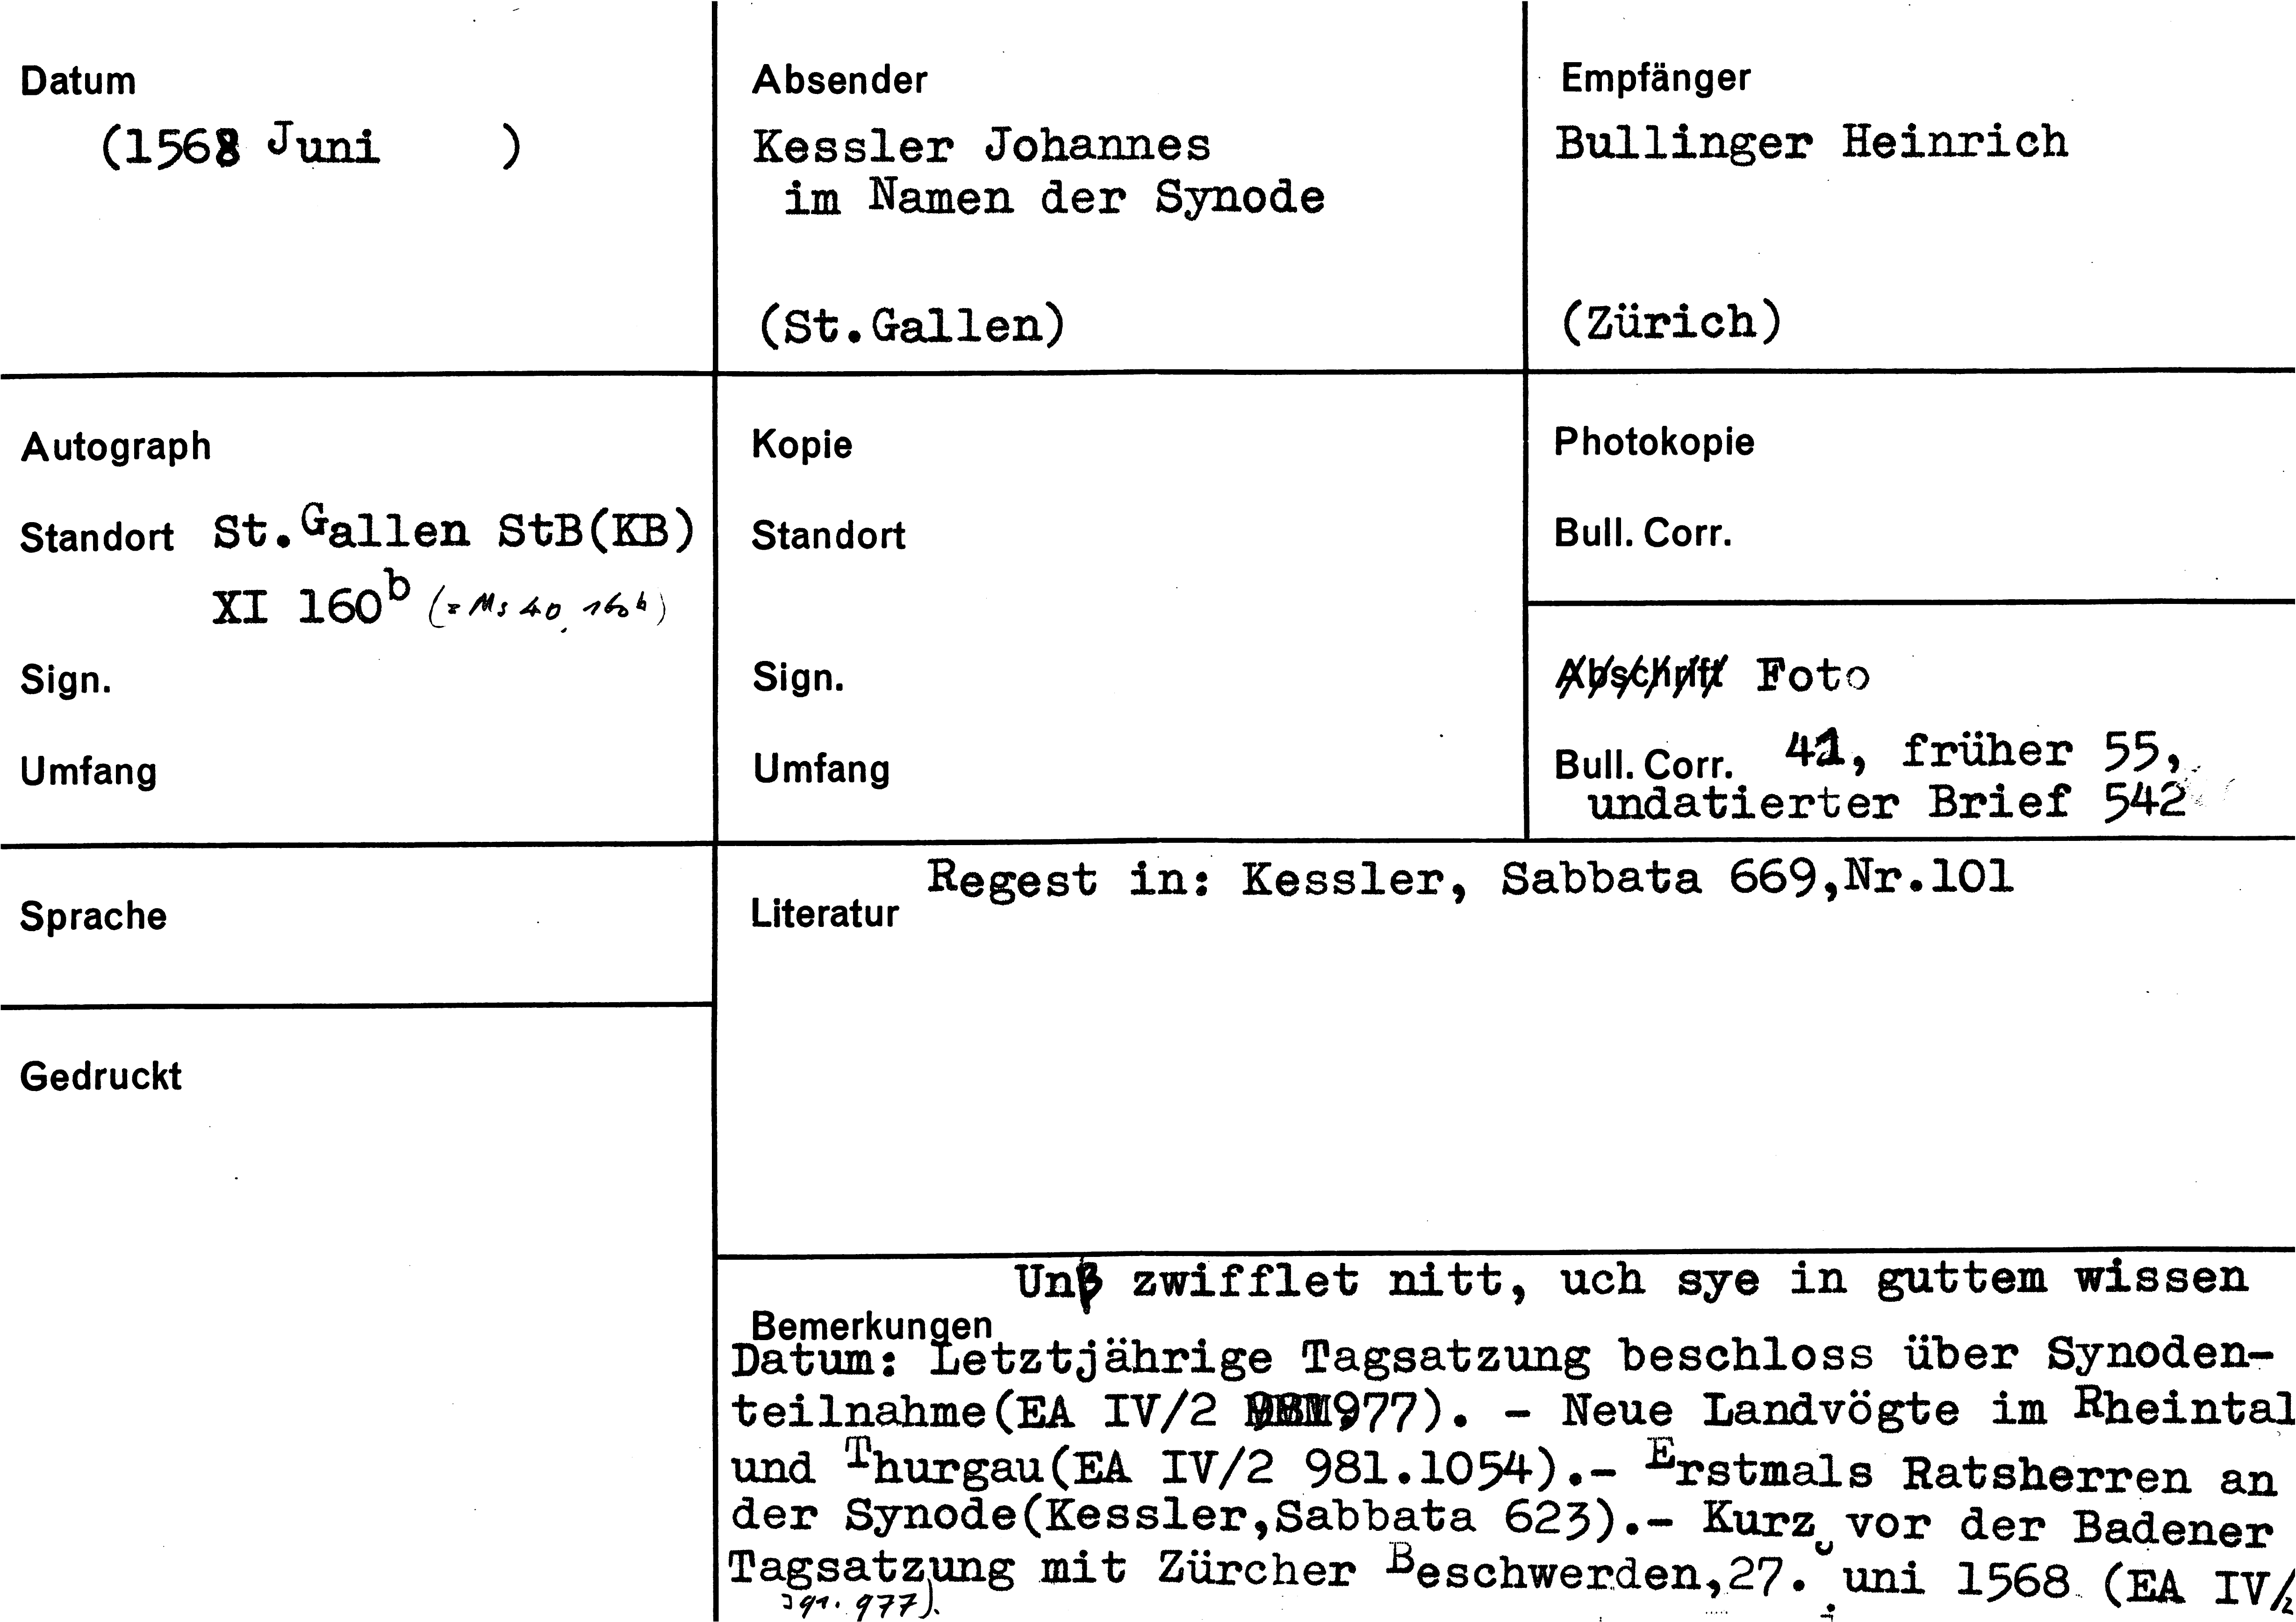 Datum
(1568 Juni )
Absender
Kessler Johannes
im Namen der Synode
(St.Gallen)
Empfänger
Bullinger Heinrich
(Zürich)
Autograph
Standort St.Gallen StB(KB)
XI 160b (= Ms 40, 160b)
Sign.
Umfang
Kopie
Standort
Sign.
Umfang
Photokopie
Bull. Corr.
Abschrift Foto
Bull. Corr. 41, früher 55,
undatierter Brief 542
Sprache
Gedruckt
Regest in: Kessler, Sabbata 669,Nr.101
Literatur
Unß zwifflet nitt, uch sye in guttem wissen
Bemerkungen
Datum: Letztjährige Tagsatzung beschloss über Synoden-
teilnahme(EA IV/2 977). - Neue Landvögte im Rheintal
und Thurgau(EA IV/2 981.1054).- Erstmals Ratsherren an
der Synode(Kessler,Sabbata 623).- Kurz vor der Badener
Tagsatzung mit Zürcher Beschwerden,27.Juni 1568 (EA IV/2
391. 977).